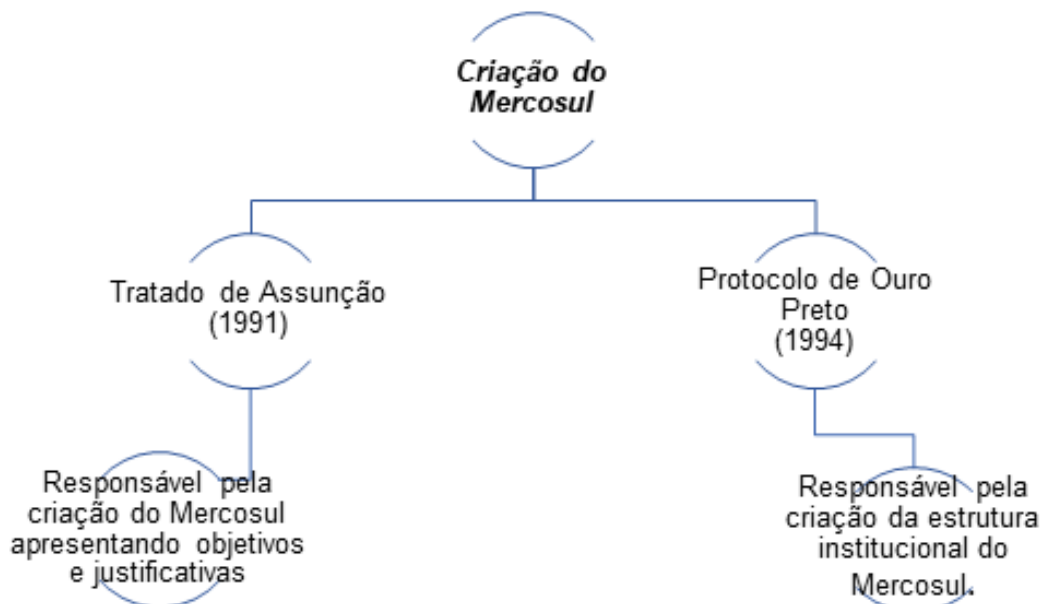 Criação do
Mercosul
Tratado de Assunção
(1991)
Protocolo de Ouro
Preto
(1994)
Responsável pela
criação do Mercosul
apresentando objetivos
e justificativas
Responsável pela
criação da estrutura
institucional do
Mercosul.